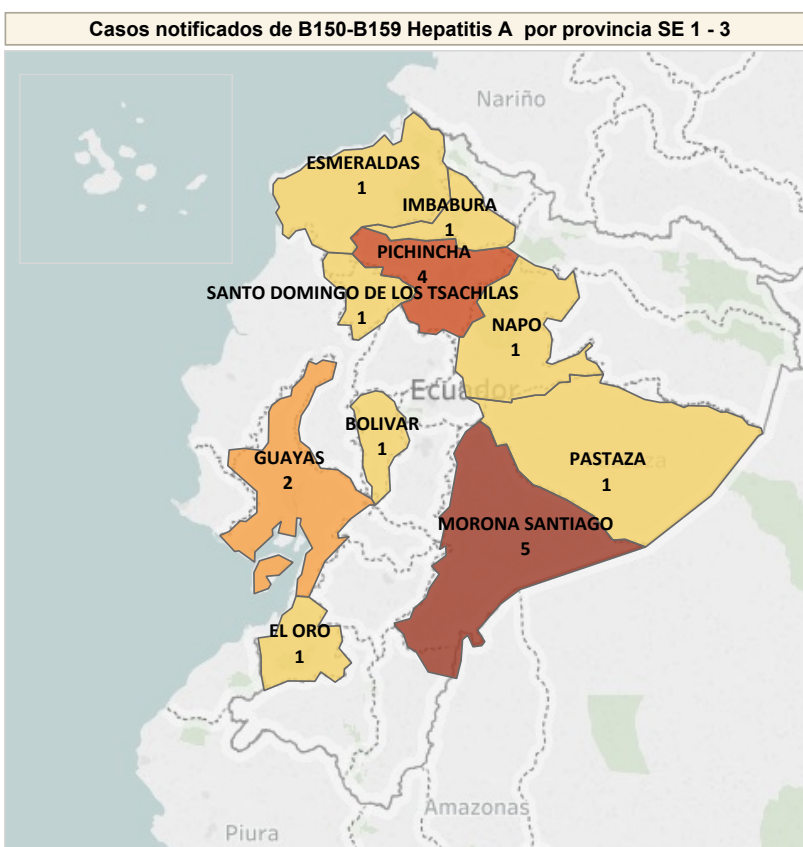 Casos notificados de B150-B159 Hepatitis A por provincia SE 1 - 3
Nariño
ESMERALDAS
1
IMBABURA
1
PICHINCHA
4
SANTO DOMINGO DE LOS TSACHILAS
1
NAPO
1
Ecuador
BOLIVAR
1
GUAYAS
2
PASTAZA
1
MORONA SANTIAGO
5
EL ORO
1
Amazonas
Piura